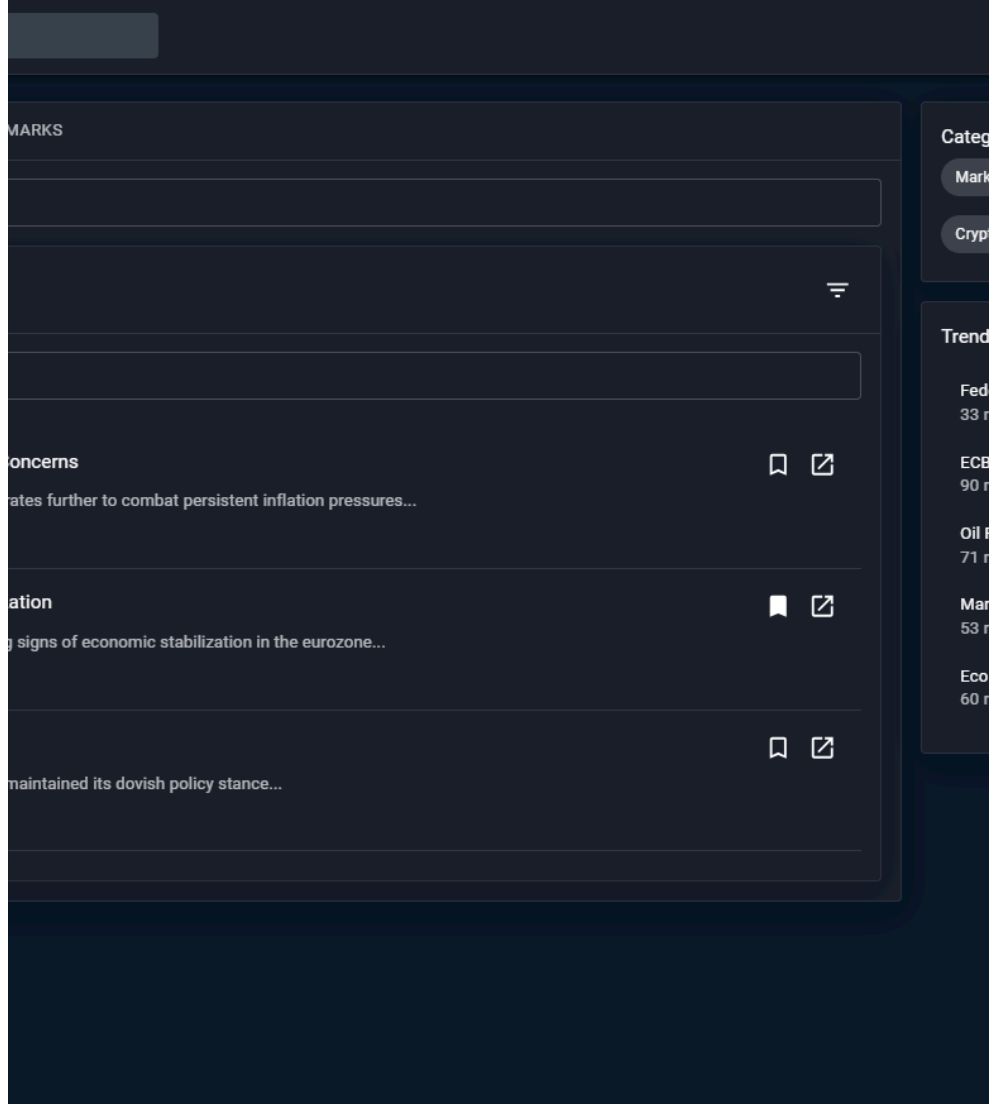 MARKS
Categ
Mark
Crypt
Trend
Fed
33 r
ECB
90 r
Oil
71 r
Mar
53 r
Eco
60 r
Concerns
rates further to combat persistent inflation pressures...
ation
g signs of economic stabilization in the eurozone...
maintained its dovish policy stance...